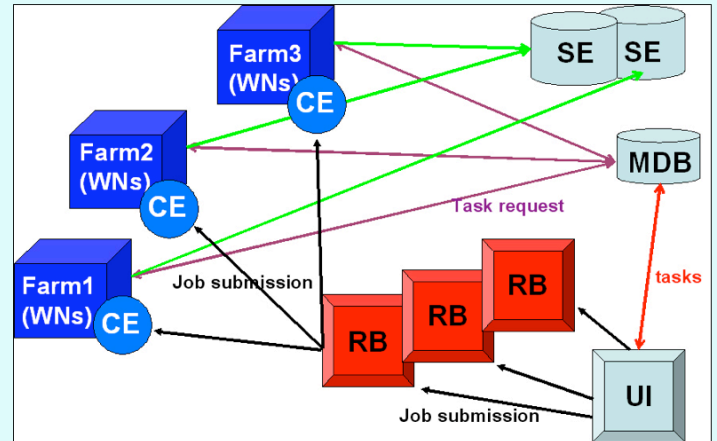 Farm3
(WNs)
CE
SE
SE
Farm2
(WNs)
CE
MDB
Task request
Farm1
(WNs)
CE
Job submission
RB
RB
RB
tasks
UI
Job submission